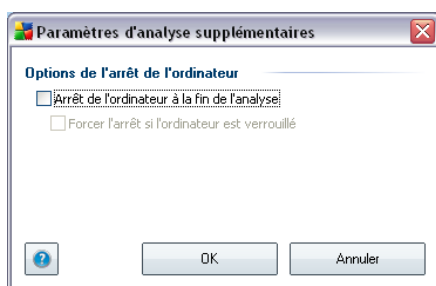 Paramètres d'analyse supplémentaires
Options de l'arrêt de l'ordinateur
Arrêt de l'ordinateur à la fin de l'analyse
Forcer l'arrêt si l'ordinateur est verrouillé
OK
Annuler